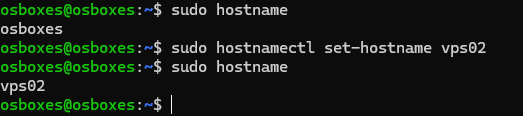 osboxes@osboxes:~$ sudo hostname
osboxes
osboxes@osboxes:~$ sudo hostnamectl set-hostname vps02
osboxes@osboxes:~$ sudo hostname
vps02
osboxes@osboxes:~$